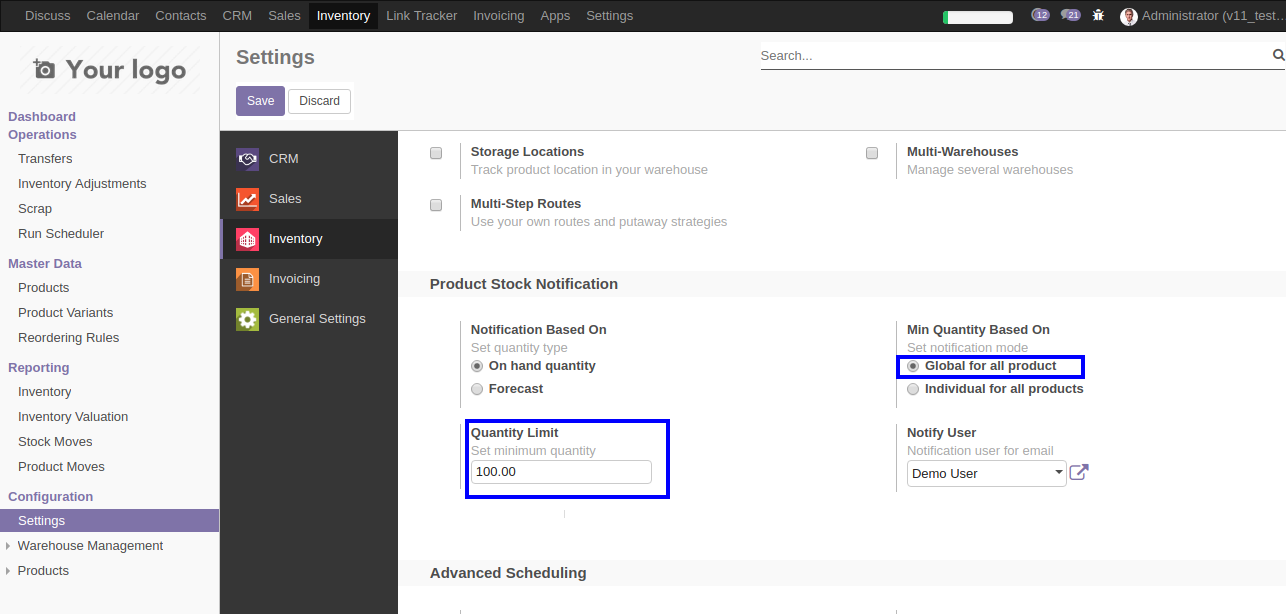 Discuss Calendar Contacts CRM Sales Inventory Link Tracker Invoicing Apps Settings 12 21 Administrator (v11_test...
Your logo
Settings
Search...
Save Discard
Dashboard
Operations
Transfers
Inventory Adjustments
Scrap
Run Scheduler
Master Data
Products
Product Variants
Reordering Rules
Reporting
Inventory
Inventory Valuation
Stock Moves
Product Moves
Configuration
Settings
Warehouse Management
Products
CRM
Sales
Inventory
Invoicing
General Settings
Storage Locations
Track product location in your warehouse
Multi-Warehouses
Manage several warehouses
Multi-Step Routes
Use your own routes and putaway strategies
Product Stock Notification
Notification Based On
Set quantity type
On hand quantity
Forecast
Min Quantity Based On
Set notification mode
Global for all product
Individual for all products
Quantity Limit
Set minimum quantity
100.00
Notify User
Notification user for email
Demo User
Advanced Scheduling